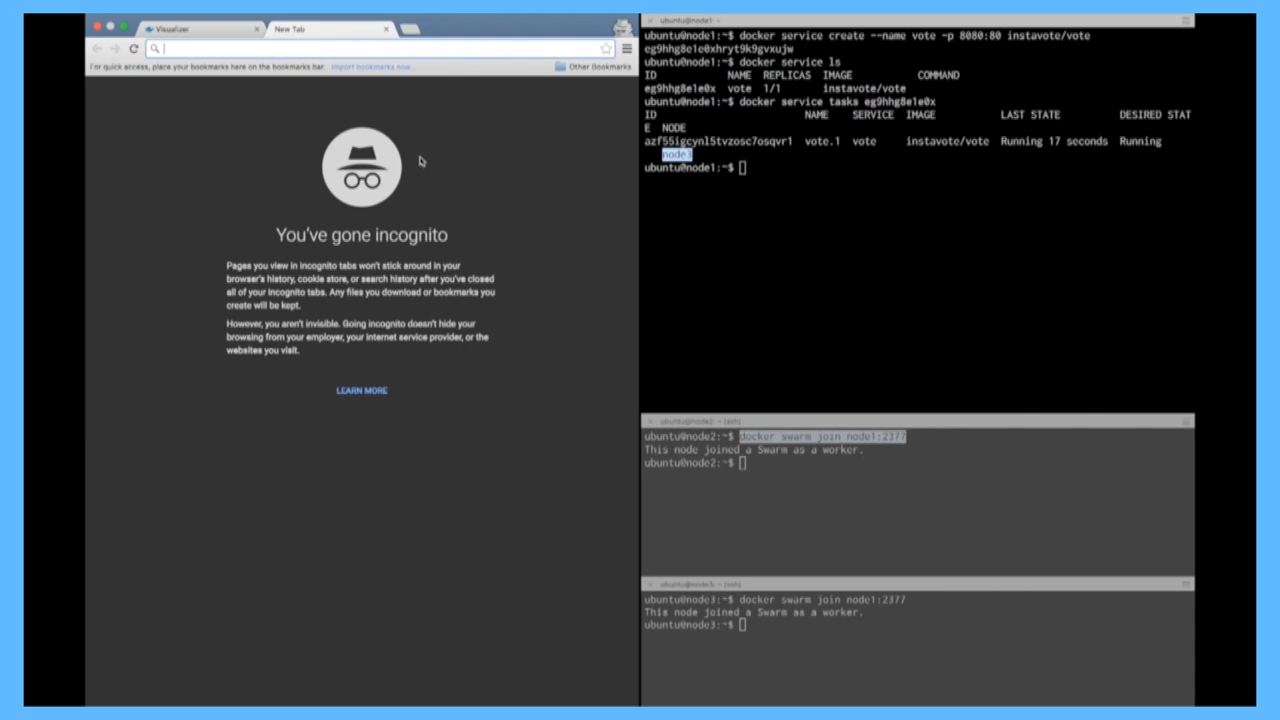 Visualizer
New Tab
For quick access, place your bookmarks here on the bookmarks bar. Import bookmarks now...
Other Bookmarks
You've gone incognito
Pages you view in incognito tabs won't stick around in your
browser's history, cookie store, or search history after you've closed
all of your incognito tabs. Any files you download or bookmarks you
create will be kept.
However, you aren't invisible. Going incognito doesn't hide your
browsing from your employer, your internet service provider, or the
websites you visit.
LEARN MORE
ubuntu@node1: ~
ubuntu@node1:~$ docker service create --name vote -p 8080:80 instavote/vote
eg9hhg8e1e0xhryt9k9gvxujw
ubuntu@node1:~$ docker service ls
ID NAME REPLICAS IMAGE COMMAND
eg9hhg8e1e0x vote 1/1 instavote/vote
ubuntu@node1:~$ docker service tasks eg9hhg8e1e0x
ID NAME SERVICE IMAGE LAST STATE DESIRED STAT
E NODE
azf55igcynl5tvzosc7osqvr1 vote.1 vote instavote/vote Running 17 seconds Running
node3
ubuntu@node1:~$
ubuntu@node2: ~ (ssh)
ubuntu@node2:~$ docker swarm join node1:2377
This node joined a Swarm as a worker.
ubuntu@node2:~$
ubuntu@node3: ~ (ssh)
ubuntu@node3:~$ docker swarm join node1:2377
This node joined a Swarm as a worker.
ubuntu@node3:~$